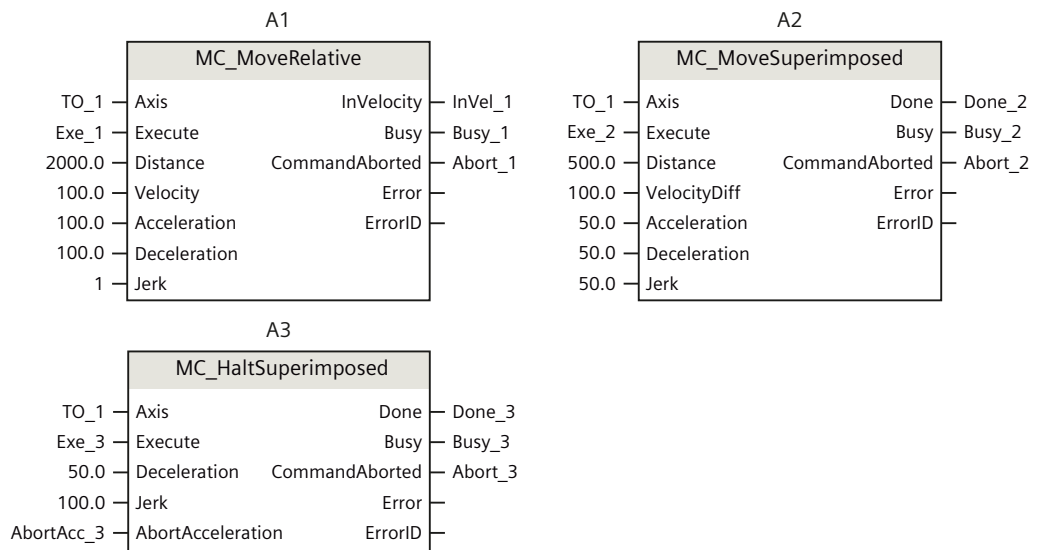 A1
MC_MoveRelative
TO_1 Axis InVelocity InVel_1
Exe_1 Execute Busy Busy_1
2000.0 Distance CommandAborted Abort_1
100.0 Velocity Error
100.0 Acceleration ErrorID
100.0 Deceleration
1 Jerk
A2
MC_MoveSuperimposed
TO_1 Axis Done Done_2
Exe_2 Execute Busy Busy_2
500.0 Distance CommandAborted Abort_2
100.0 VelocityDiff Error
50.0 Acceleration ErrorID
50.0 Deceleration
50.0 Jerk
A3
MC_HaltSuperimposed
TO_1 Axis Done Done_3
Exe_3 Execute Busy Busy_3
50.0 Deceleration CommandAborted Abort_3
100.0 Jerk Error
AbortAcc_3 AbortAcceleration ErrorID